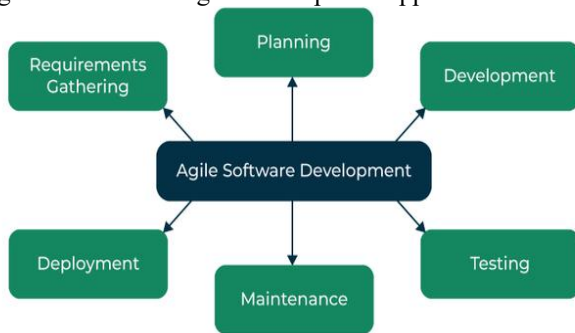 Planning
Requirements
Gathering
Development
Agile Software Development
Deployment
Testing
Maintenance